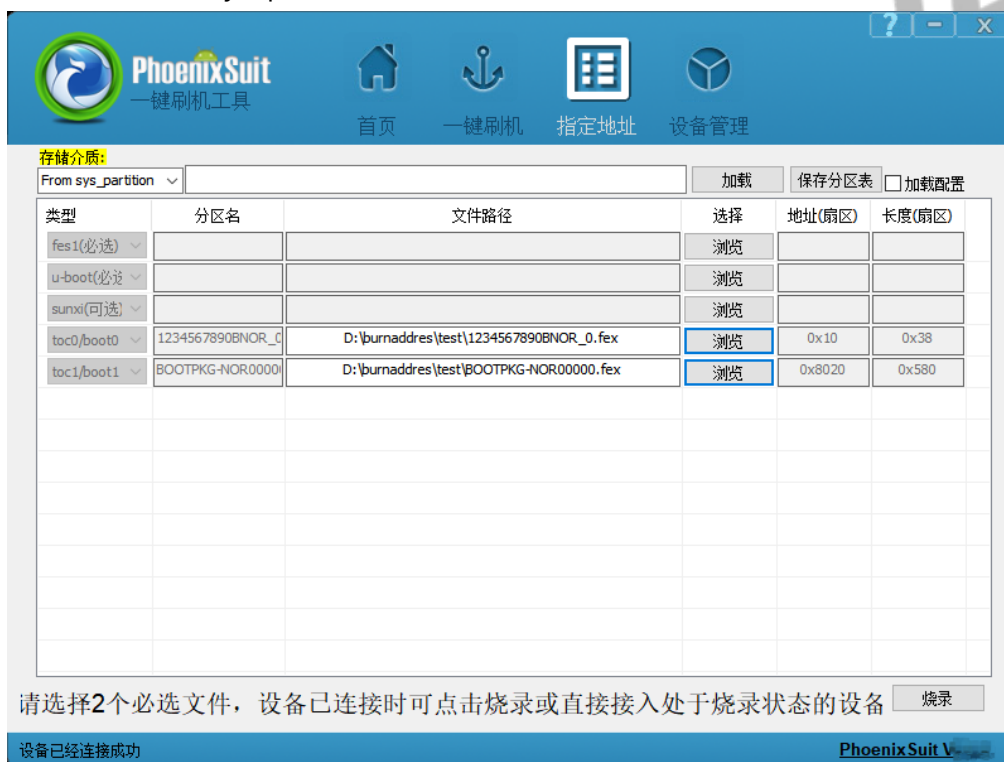 ? - X
PhoenixSuit
一键刷机工具
首页 一键刷机 指定地址 设备管理
存储介质:
From sys_partition 加载 保存分区表 加载配置
类型 分区名 文件路径 选择 地址(扇区) 长度(扇区)
fes1(必选) 浏览
u-boot(必选 浏览
sunxi(可选) 浏览
toc0/boot0 1234567890BNOR_0 D:\burnaddres\test\1234567890BNOR_0.fex 浏览 0x10 0x38
toc1/boot1 BOOTPKG-NOR0000 D:\burnaddres\test\BOOTPKG-NOR00000.fex 浏览 0x8020 0x580
请选择2个必选文件，设备已连接时可点击烧录或直接接入处于烧录状态的设备 烧录
设备已经连接成功 PhoenixSuit